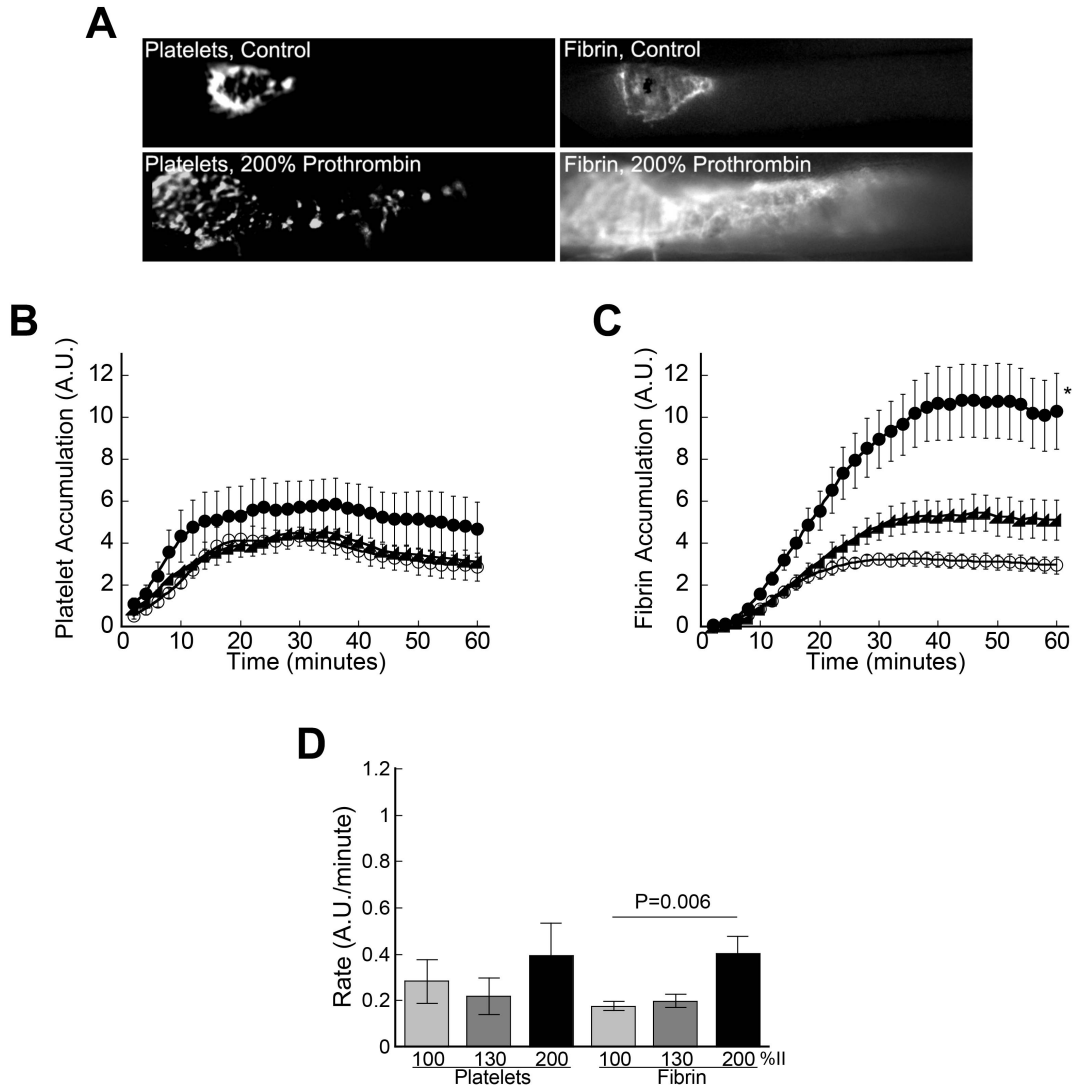 A
Platelets, Control
Fibrin, Control
Platelets, 200% Prothrombin
Fibrin, 200% Prothrombin
B
C
Platelet Accumulation (A.U.)
12
10
8
6
4
2
0
0 10 20 30 40 50 60
Time (minutes)
Fibrin Accumulation (A.U.)
12
10
8
6
4
2
0
0 10 20 30 40 50 60
Time (minutes)
*
D
Rate (A.U./minute)
1.2
1
0.8
0.6
0.4
0.2
0
P=0.006
100 130 200 100 130 200 %II
Platelets Fibrin